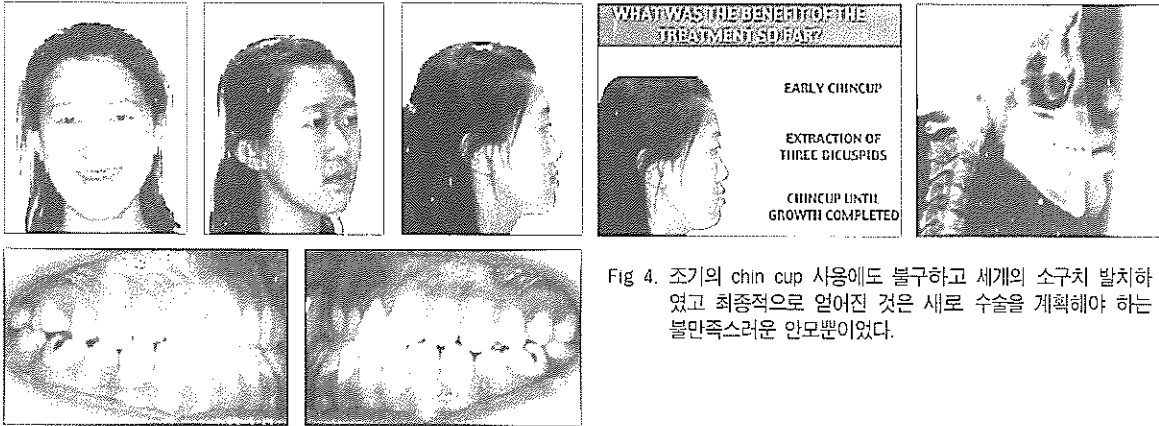 WHAT WAS THE BENEFIT OF THE
TREATMENT SO FAR?
EARLY CHINCUP
EXTRACTION OF
THREE BICUSPIDS
CHINCUP UNTIL
GROWTH COMPLETED
Fig 4. 조기의 chin cup 사용에도 불구하고 세개의 소구치 발치하
였고 최종적으로 얻어진 것은 새로 수술을 계획해야 하는
불만족스러운 안모뿐이었다.